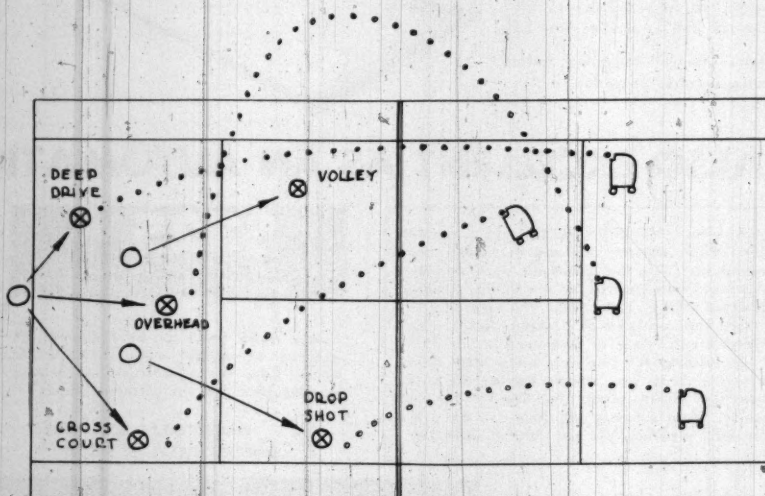 DEEP
DRIVE
VOLLEY
OVERHEAD
DROP
SHOT
CROSS
COURT